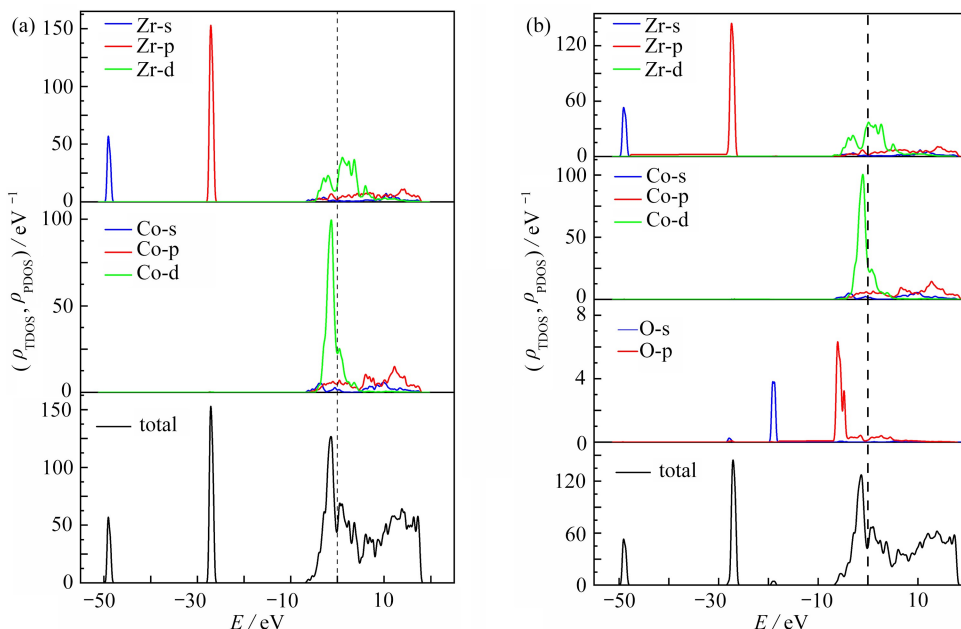 (a)
150
100
50
0
Zr-s
Zr-p
Zr-d
100
50
0
Co-s
Co-p
Co-d
150
100
50
0
total
(ρTDOS, ρPDOS) / eV⁻¹
−50 −30 −10 10
E / eV
(b)
120
60
0
Zr-s
Zr-p
Zr-d
100
50
0
Co-s
Co-p
Co-d
8
4
0
O-s
O-p
120
60
0
total
(ρTDOS, ρPDOS) / eV⁻¹
−50 −30 −10 10
E / eV